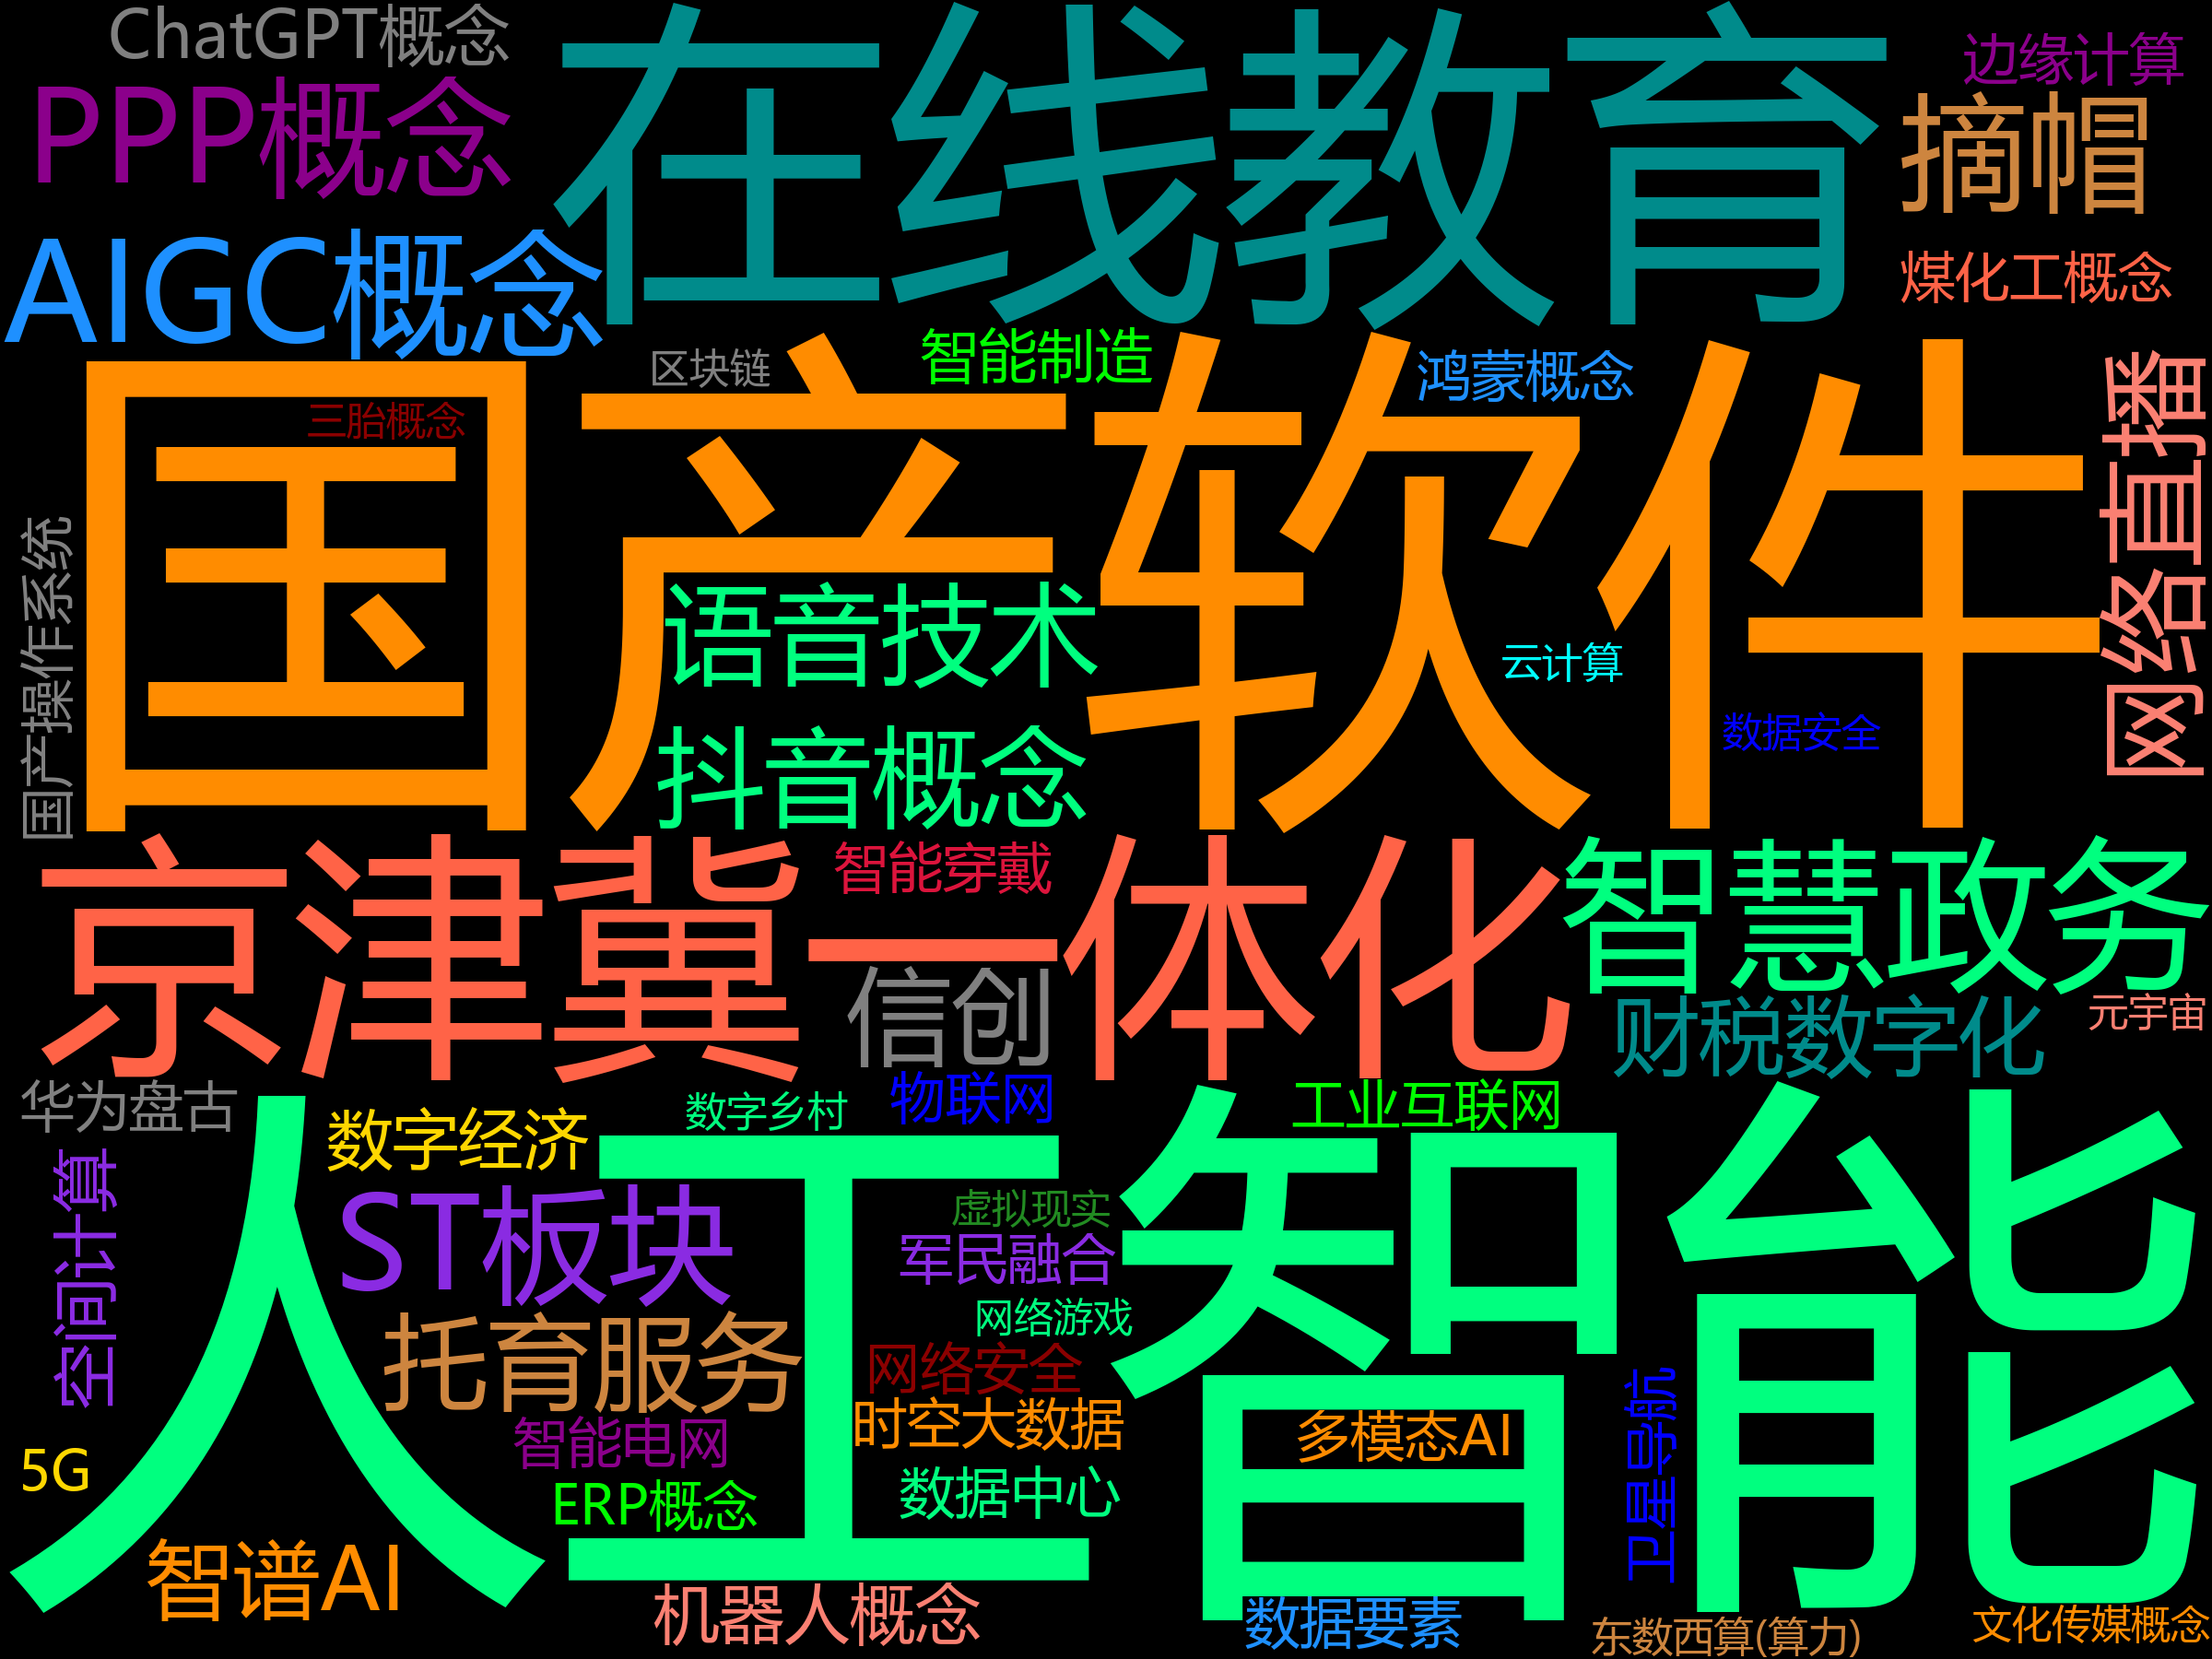 ChatGPT概念
在线教育
边缘计算
PPP概念
摘帽
AIGC概念
煤化工概念
智能制造
区块链
鸿蒙概念
网络直播
国产软件
三胎概念
国产操作系统
语音技术
云计算
数据安全
抖音概念
京津冀一体化
智能穿戴
智慧政务
信创
财税数字化
元宇宙
华为盘古
物联网
工业互联网
数字乡村
数字经济
人工智能
空间计算
ST板块
虚拟现实
军民融合
网络游戏
托育服务
网络安全
卫星导航
时空大数据
多模态AI
智能电网
5G
数据中心
ERP概念
智谱AI
机器人概念
数据要素
东数西算(算力)
文化传媒概念